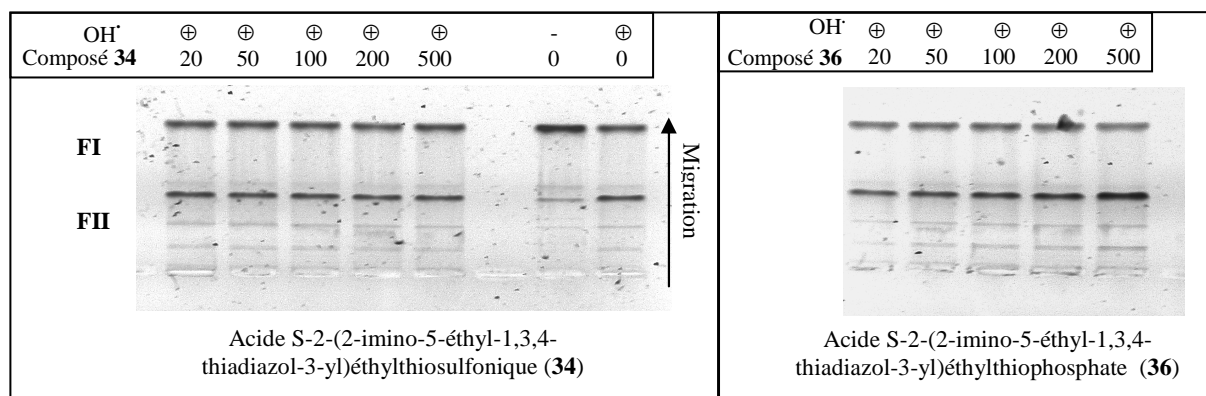 OH· ⊕ ⊕ ⊕ ⊕ ⊕ - ⊕
Composé 34 20 50 100 200 500 0 0
FI
FII
Migration
Acide S-2-(2-imino-5-éthyl-1,3,4-
thiadiazol-3-yl)éthylthiosulfonique (34)
OH· ⊕ ⊕ ⊕ ⊕ ⊕
Composé 36 20 50 100 200 500
Acide S-2-(2-imino-5-éthyl-1,3,4-
thiadiazol-3-yl)éthylthiophosphate (36)